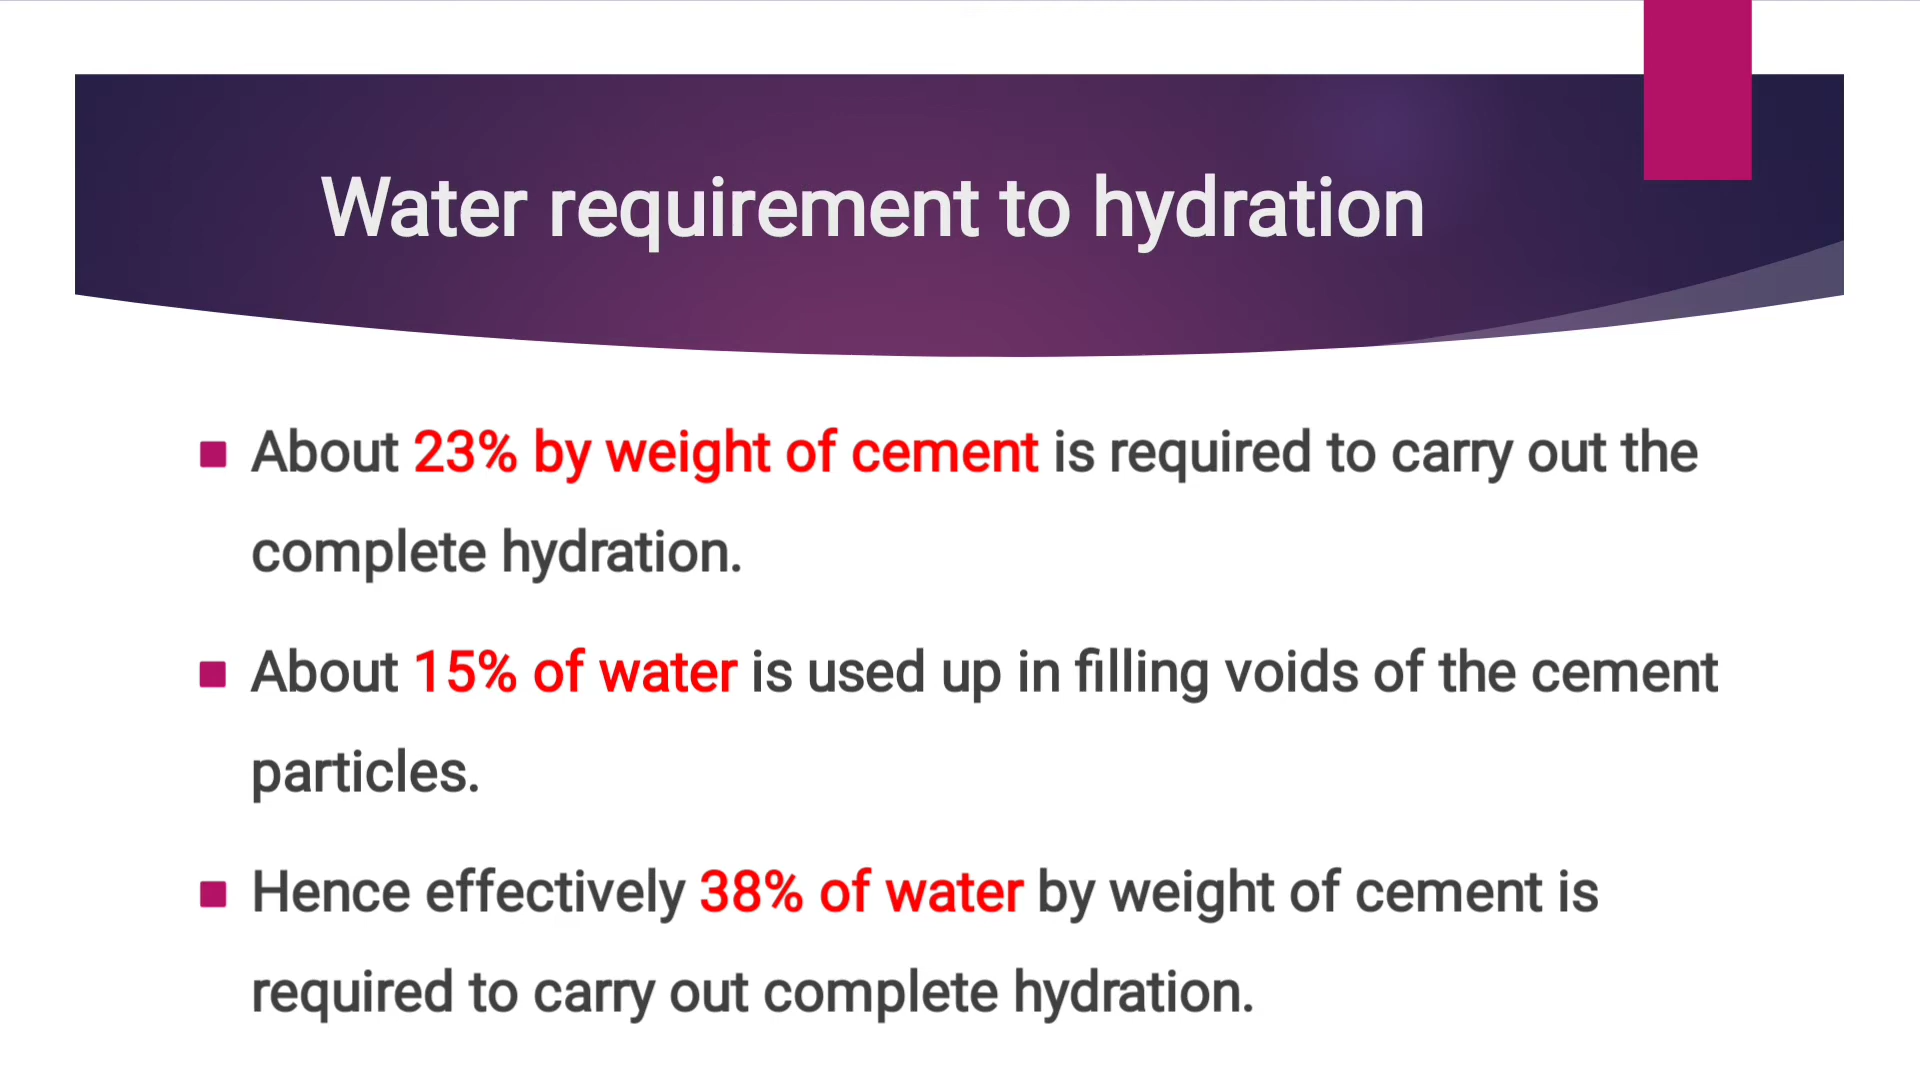 Water requirement to hydration
About 23% by weight of cement is required to carry out the
complete hydration.
About 15% of water is used up in filling voids of the cement
particles.
Hence effectively 38% of water by weight of cement is
required to carry out complete hydration.